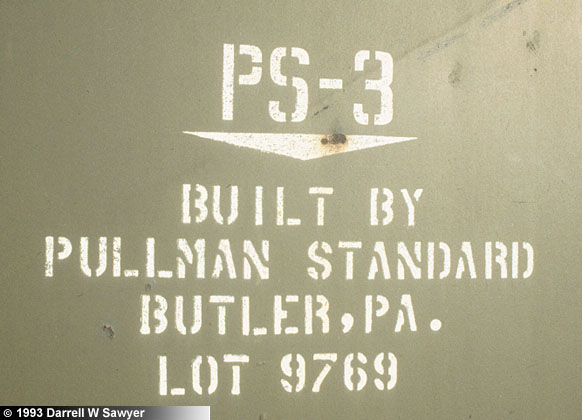 PS-3
BUILT BY
PULLMAN STANDARD
BUTLER, PA.
LOT 9769
© 1993 Darrell W Sawyer